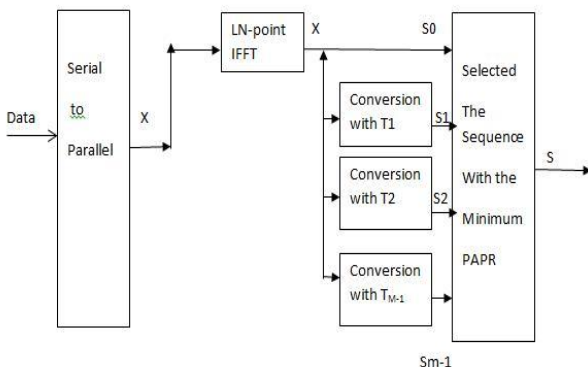 Data
Serial
to
Parallel
X
LN-point
IFFT
X
S0
Conversion
with T1
S1
Conversion
with T2
S2
Conversion
with TM-1
Sm-1
Selected
The
Sequence
With the
Minimum
PAPR
S